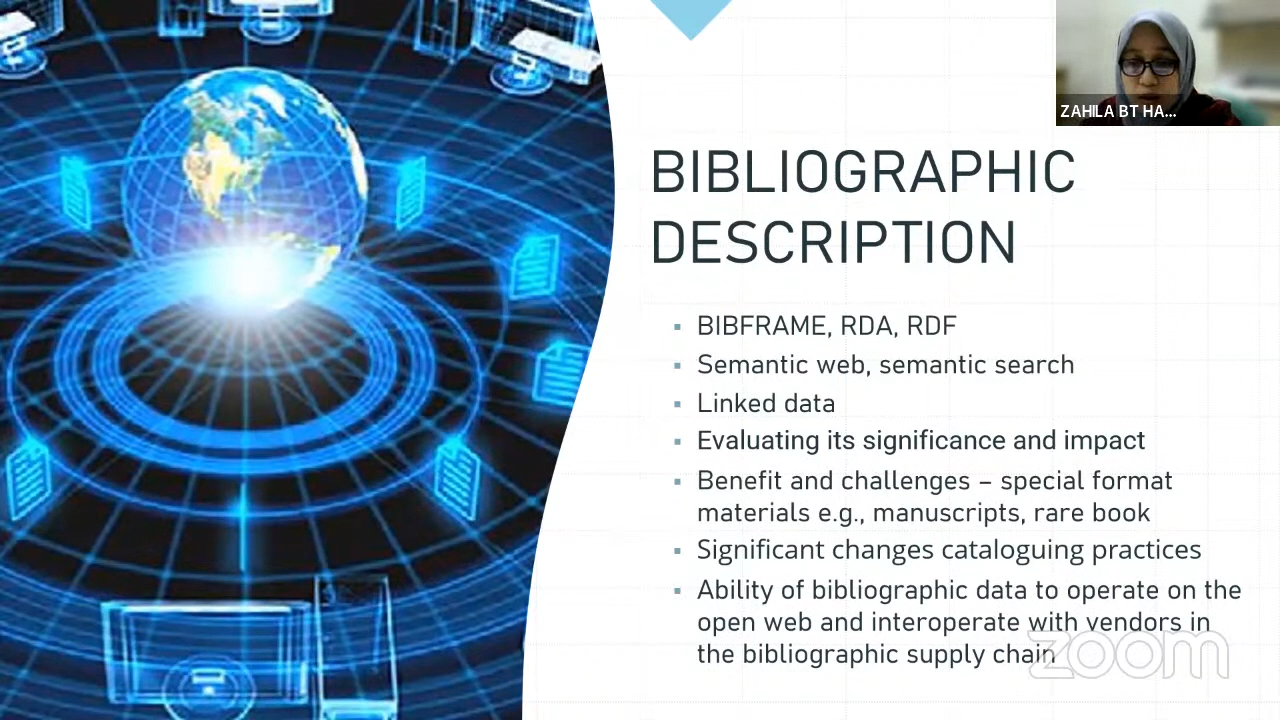 ZAHILA BT HA...
BIBLIOGRAPHIC
DESCRIPTION
▪ BIBFRAME, RDA, RDF
▪ Semantic web, semantic search
▪ Linked data
▪ Evaluating its significance and impact
▪ Benefit and challenges – special format
materials e.g., manuscripts, rare book
▪ Significant changes cataloguing practices
▪ Ability of bibliographic data to operate on the
open web and interoperate with vendors in
the bibliographic supply chain
zoom